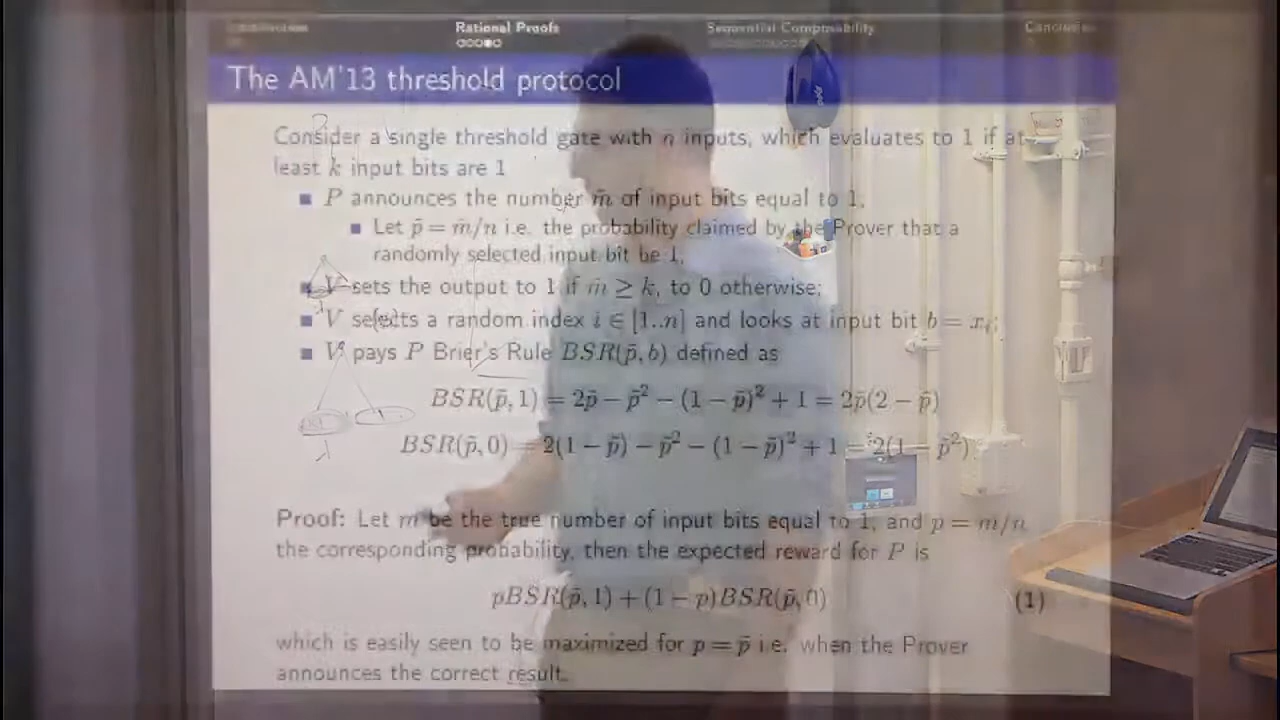 Rational Proofs Sequential Composability Conclusion
The AM'13 threshold protocol
Consider a single threshold gate with n inputs, which evaluates to 1 if at
least k input bits are 1
P announces the number m̃ of input bits equal to 1,
Let p̃ = m̃/n i.e. the probability claimed by the Prover that a
randomly selected input bit be 1,
V sets the output to 1 if m̃ ≥ k, to 0 otherwise;
V selects a random index i ∈ [1..n] and looks at input bit b = xᵢ;
V pays P Brier's Rule BSR(p̃, b) defined as
BSR(p̃, 1) = 2p̃ − p̃² − (1 − p̃)² + 1 = 2p̃(2 − p̃)
BSR(p̃, 0) = 2(1 − p̃) − p̃² − (1 − p̃)² + 1 = 2(1 − p̃²)
Proof: Let m be the true number of input bits equal to 1, and p = m/n
the corresponding probability, then the expected reward for P is
pBSR(p̃, 1) + (1 − p)BSR(p̃, 0) (1)
which is easily seen to be maximized for p = p̃ i.e. when the Prover
announces the correct result.